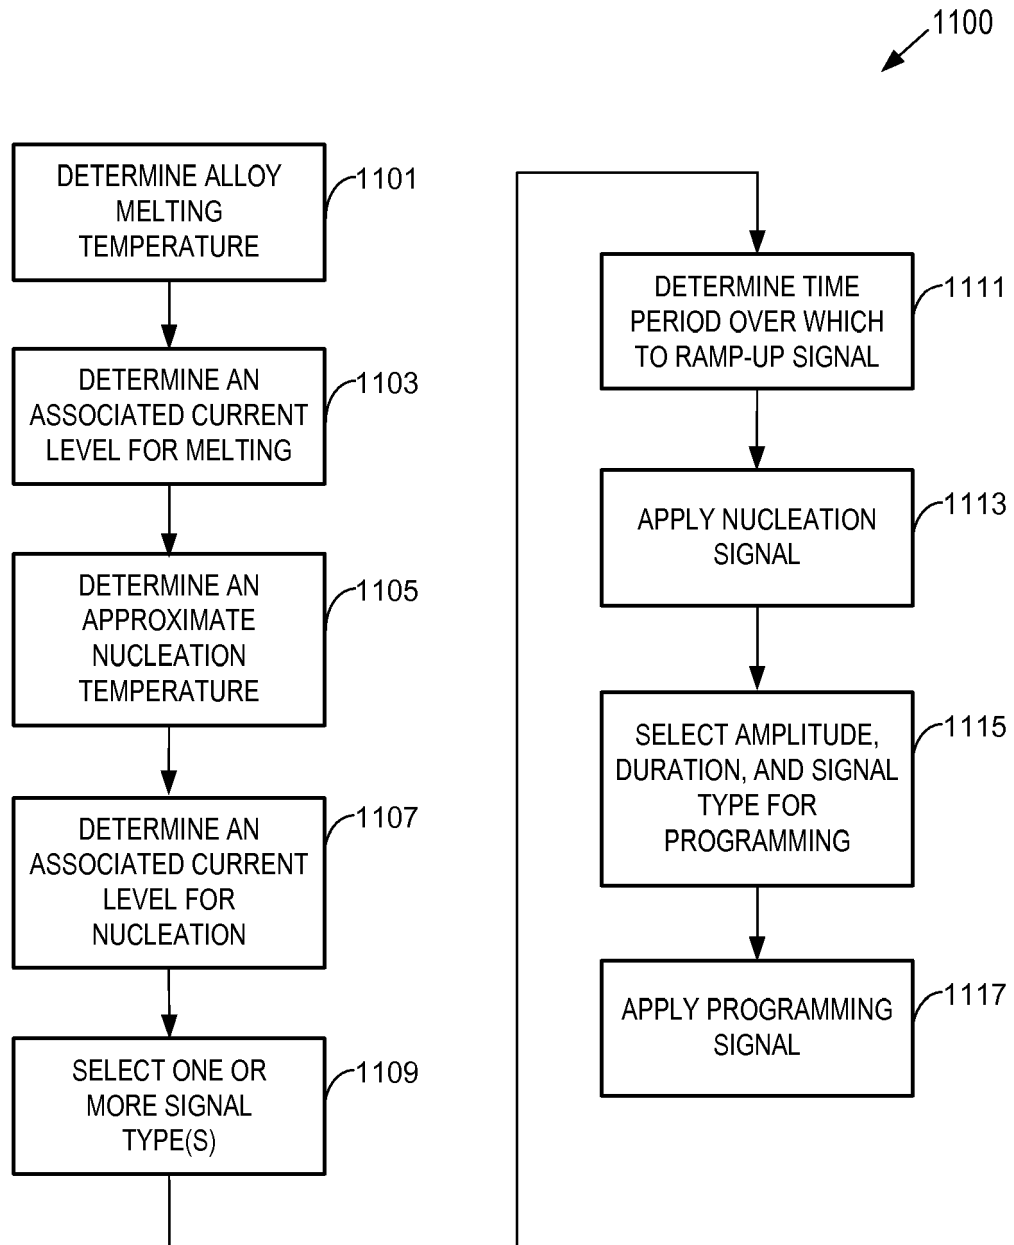 1100
DETERMINE ALLOY
MELTING
TEMPERATURE
1101
DETERMINE AN
ASSOCIATED CURRENT
LEVEL FOR MELTING
1103
DETERMINE AN
APPROXIMATE
NUCLEATION
TEMPERATURE
1105
DETERMINE AN
ASSOCIATED CURRENT
LEVEL FOR
NUCLEATION
1107
SELECT ONE OR
MORE SIGNAL
TYPE(S)
1109
DETERMINE TIME
PERIOD OVER WHICH
TO RAMP-UP SIGNAL
1111
APPLY NUCLEATION
SIGNAL
1113
SELECT AMPLITUDE,
DURATION, AND SIGNAL
TYPE FOR
PROGRAMMING
1115
APPLY PROGRAMMING
SIGNAL
1117